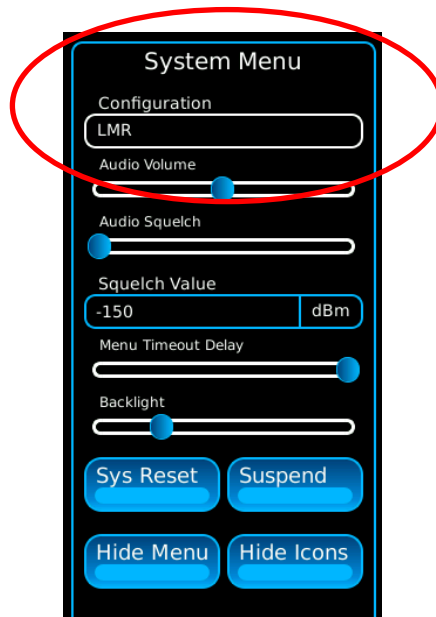 System Menu
Configuration
LMR
Audio Volume
Audio Squelch
Squelch Value
-150 dBm
Menu Timeout Delay
Backlight
Sys Reset Suspend
Hide Menu Hide Icons